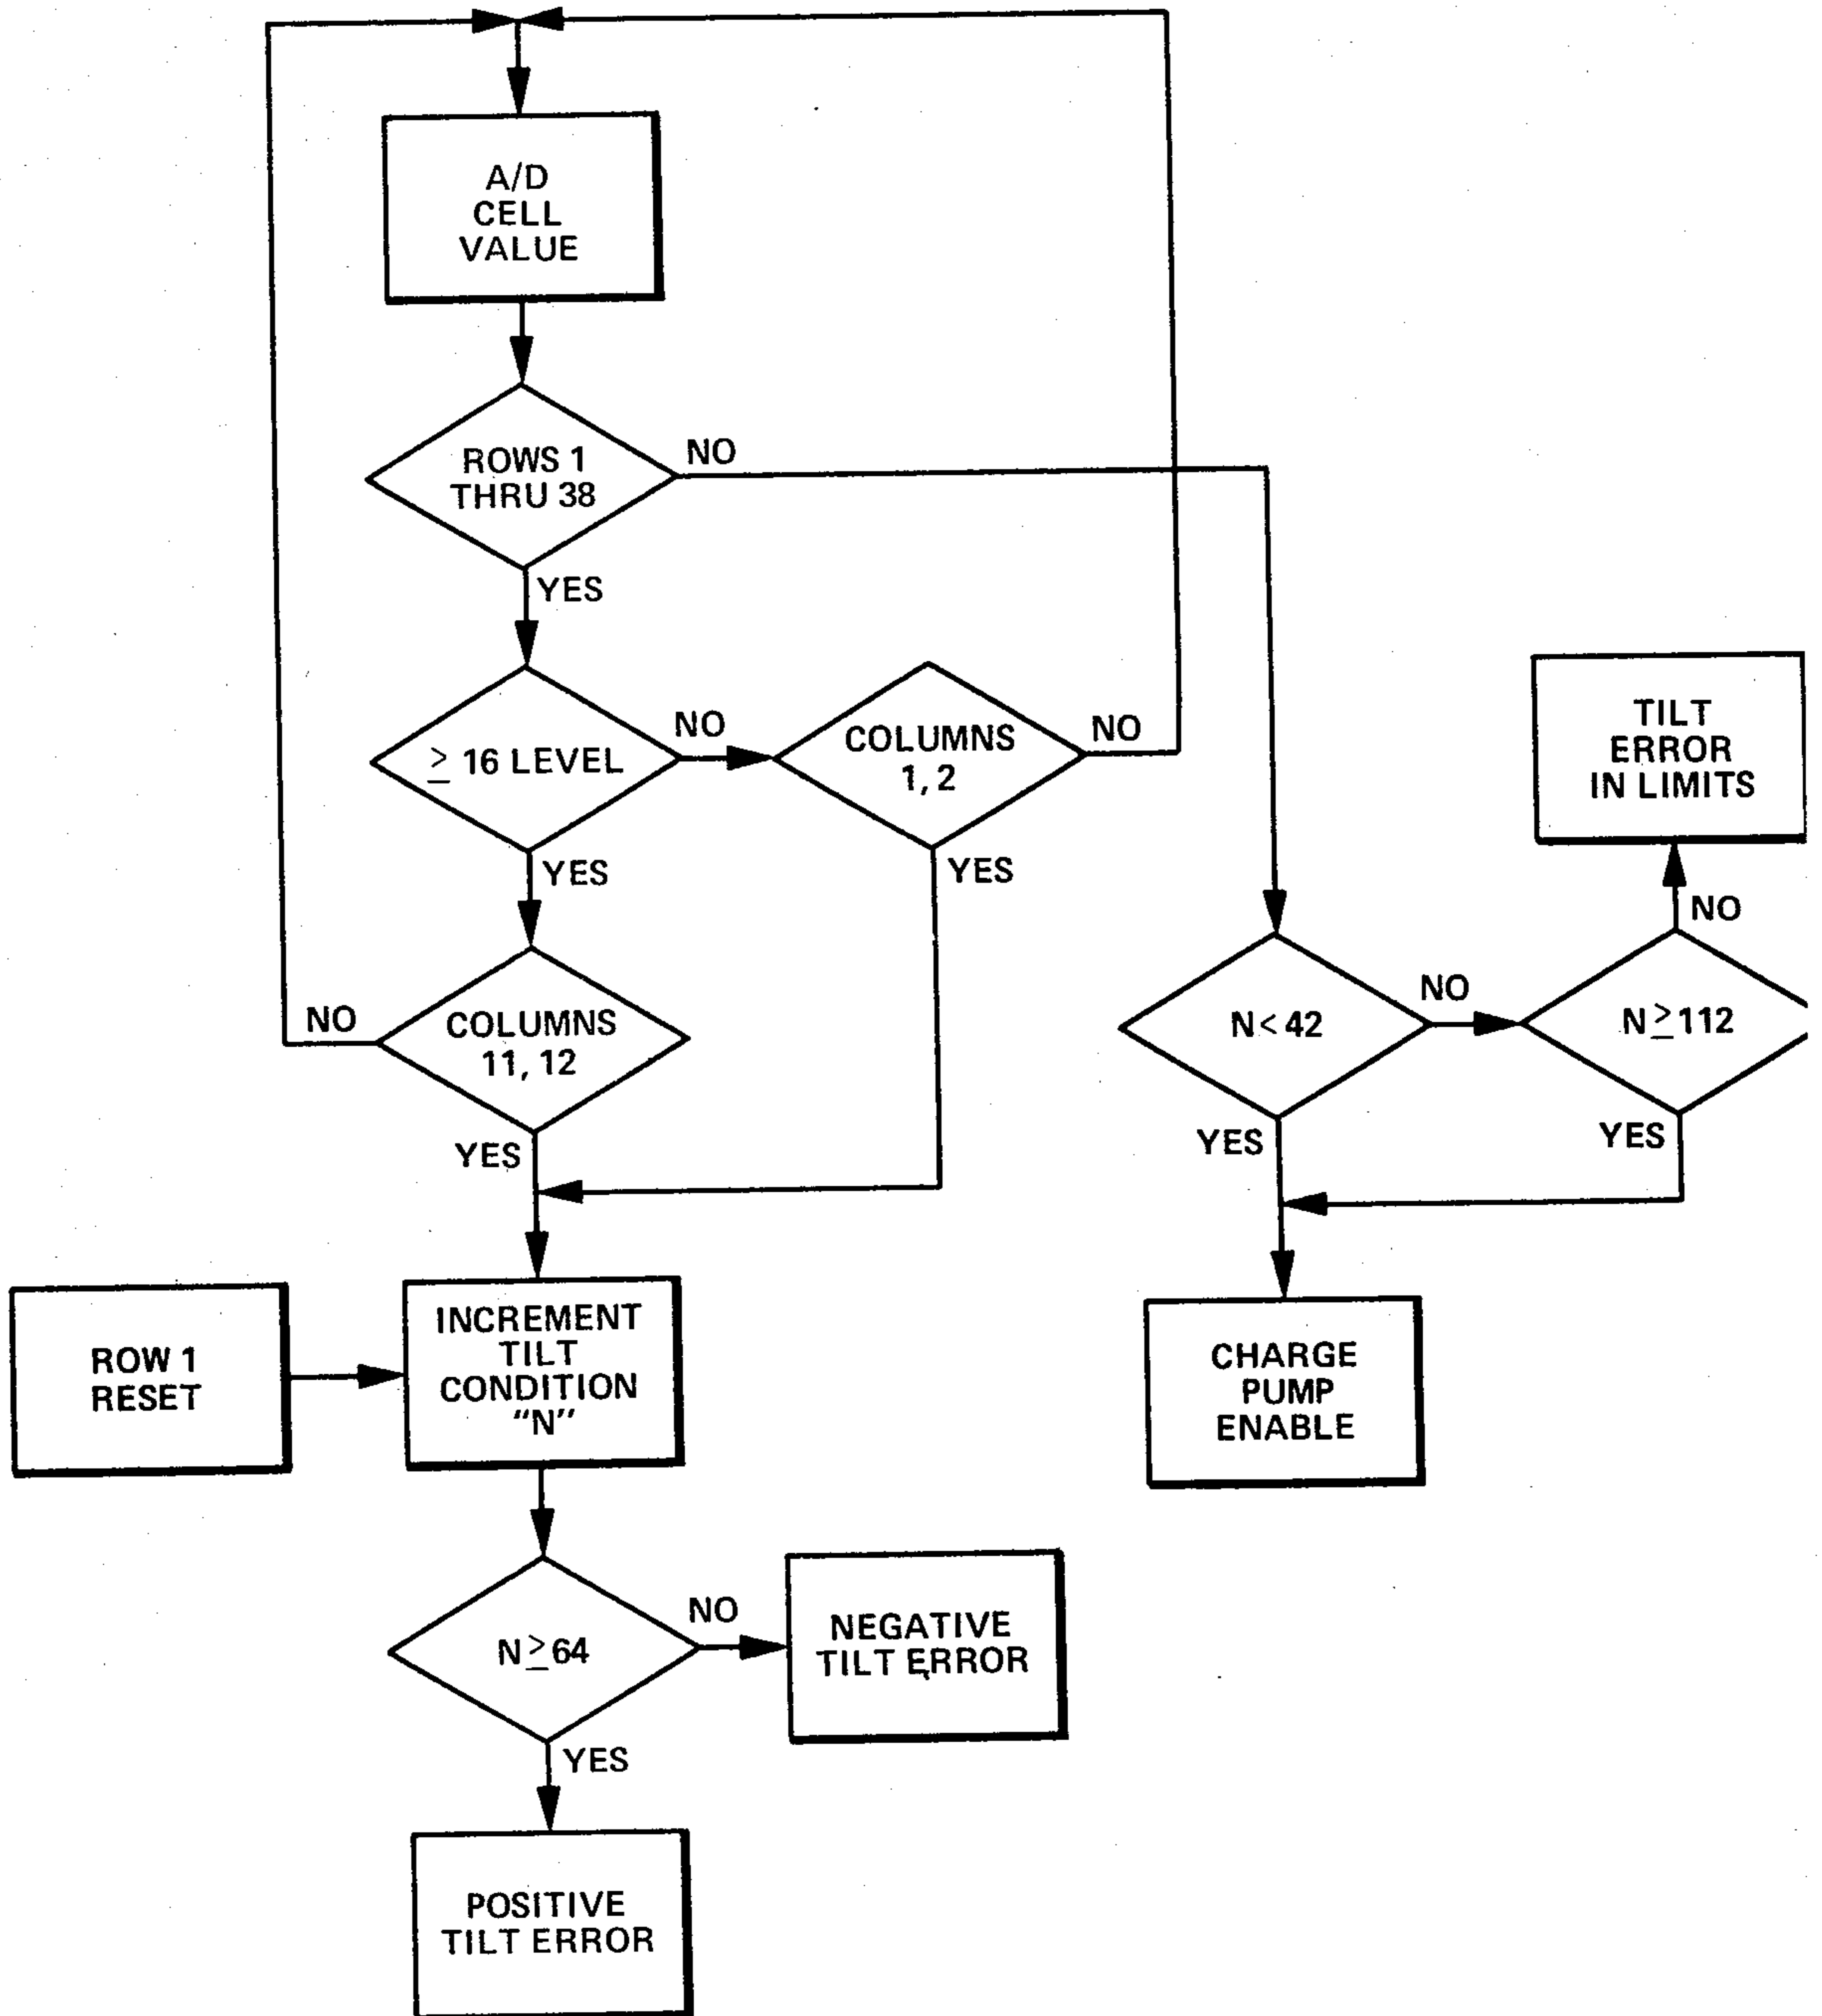 A/D
CELL
VALUE
ROWS 1
THRU 38
NO
YES
≥ 16 LEVEL
NO
COLUMNS
1, 2
NO
YES
YES
COLUMNS
11, 12
NO
YES
TILT
ERROR
IN LIMITS
NO
N < 42
NO
N ≥ 112
YES
YES
ROW 1
RESET
INCREMENT
TILT
CONDITION
"N"
CHARGE
PUMP
ENABLE
N ≥ 64
NO
NEGATIVE
TILT ERROR
YES
POSITIVE
TILT ERROR